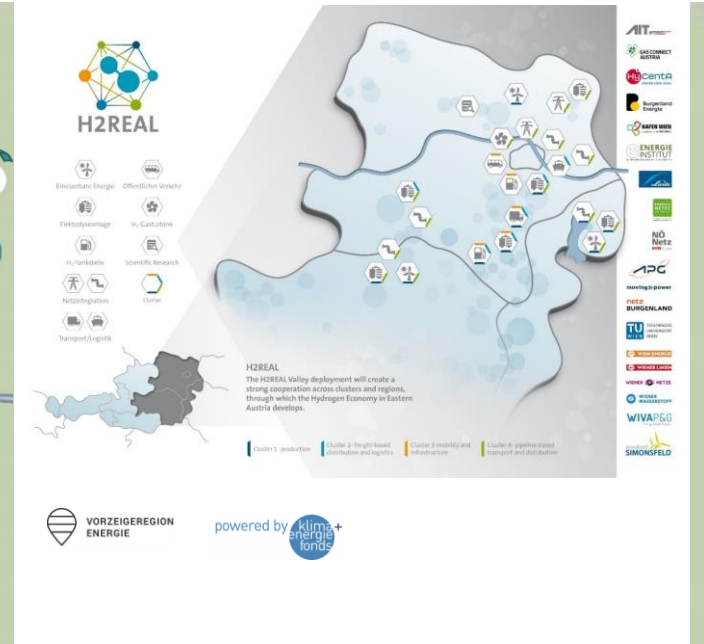 H2REAL
Erneuerbare Energie
Öffentlicher Verkehr
Elektrolyseanlage
H₂-Gasturbine
H₂-Tankstelle
Scientific Research
Netzintegration
Cluster
Transport/Logistik
H2REAL
The H2REAL Valley deployment will create a
strong cooperation across clusters and regions,
through which the Hydrogen Economy in Eastern
Austria develops.
Cluster 1- production
Cluster 2- freight-based
distribution and logistics
Cluster 3-mobility and
infrastructure
Cluster 4- pipeline-based
transport and distribution
AIT
GAS CONNECT
AUSTRIA
HyCentA
Burgenland
Energie
HAFEN WIEN
ENERGIE
INSTITUT
Linde
NÖ
Netz
APG
moving power
netz
BURGENLAND
TU
WIEN
TECHNISCHE
UNIVERSITÄT
WIEN
WIEN ENERGIE
WIENER LINIEN
WIENER NETZE
WIENER
WASSERSTOFF
WIVAP&G
SIMONSFELD
VORZEIGEREGION
ENERGIE
powered by
klima+
energie
fonds